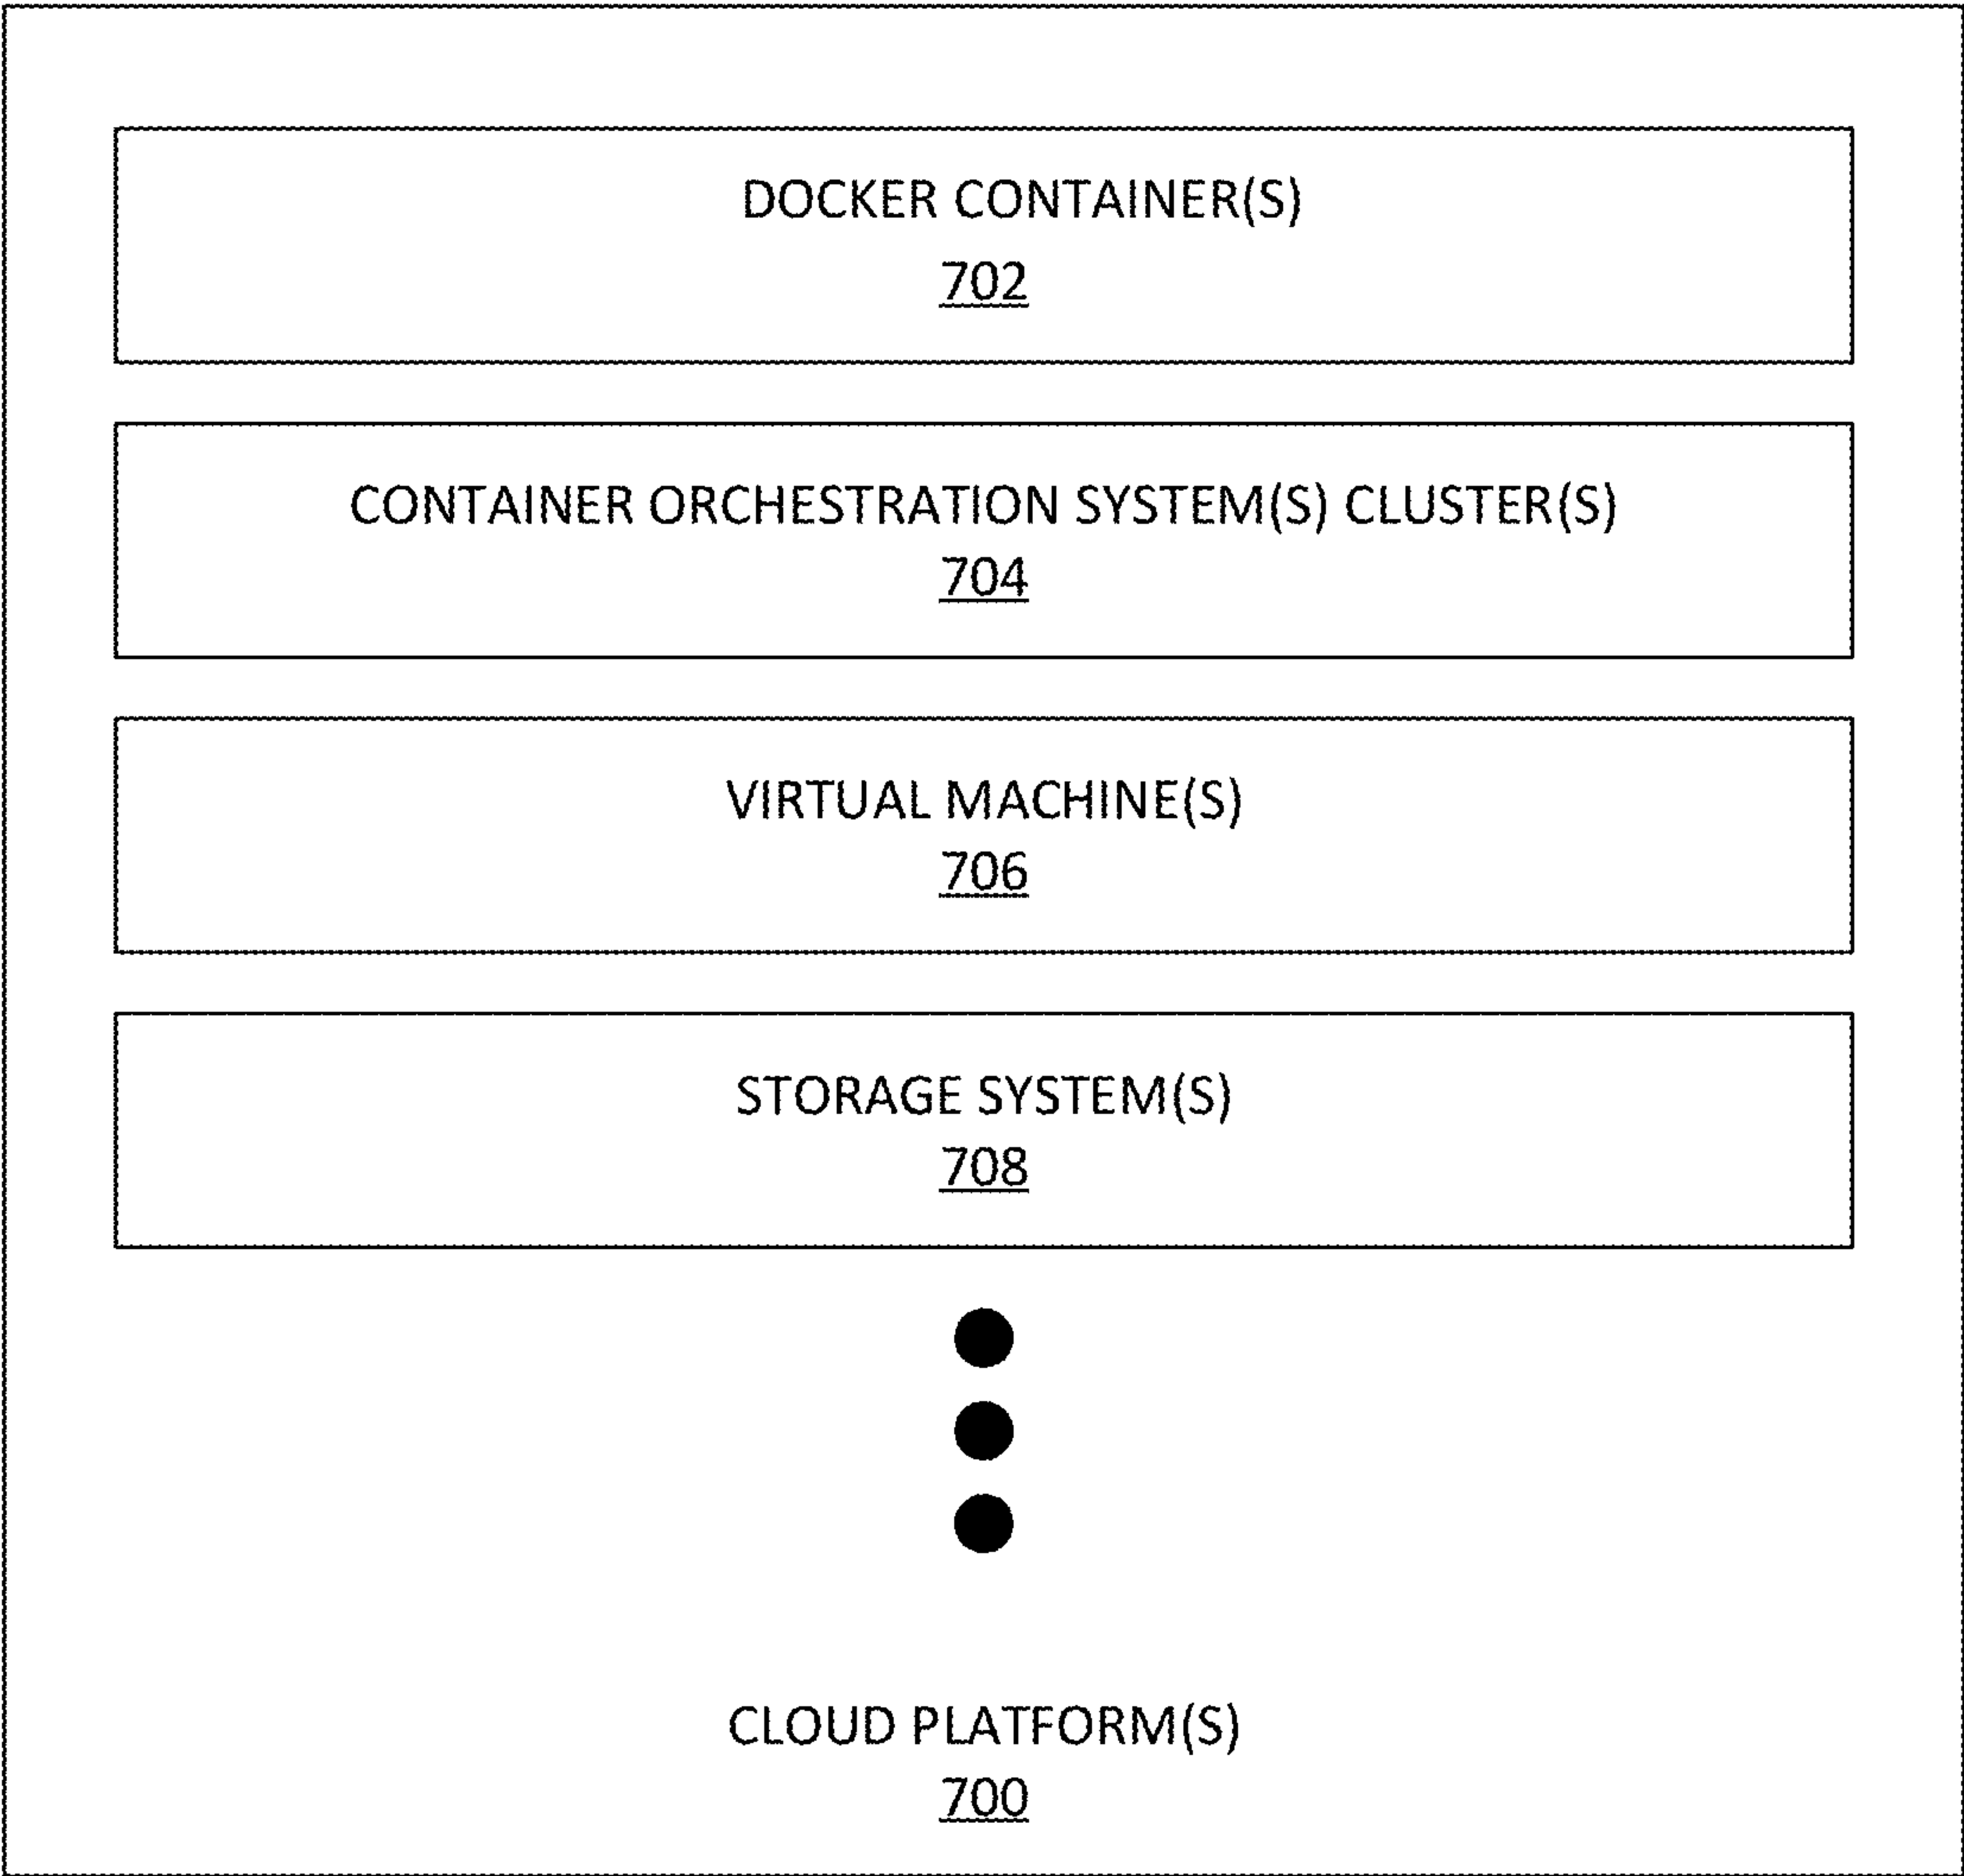 DOCKER CONTAINER(S)
702
CONTAINER ORCHESTRATION SYSTEM(S) CLUSTER(S)
704
VIRTUAL MACHINE(S)
706
STORAGE SYSTEM(S)
708
CLOUD PLATFORM(S)
700